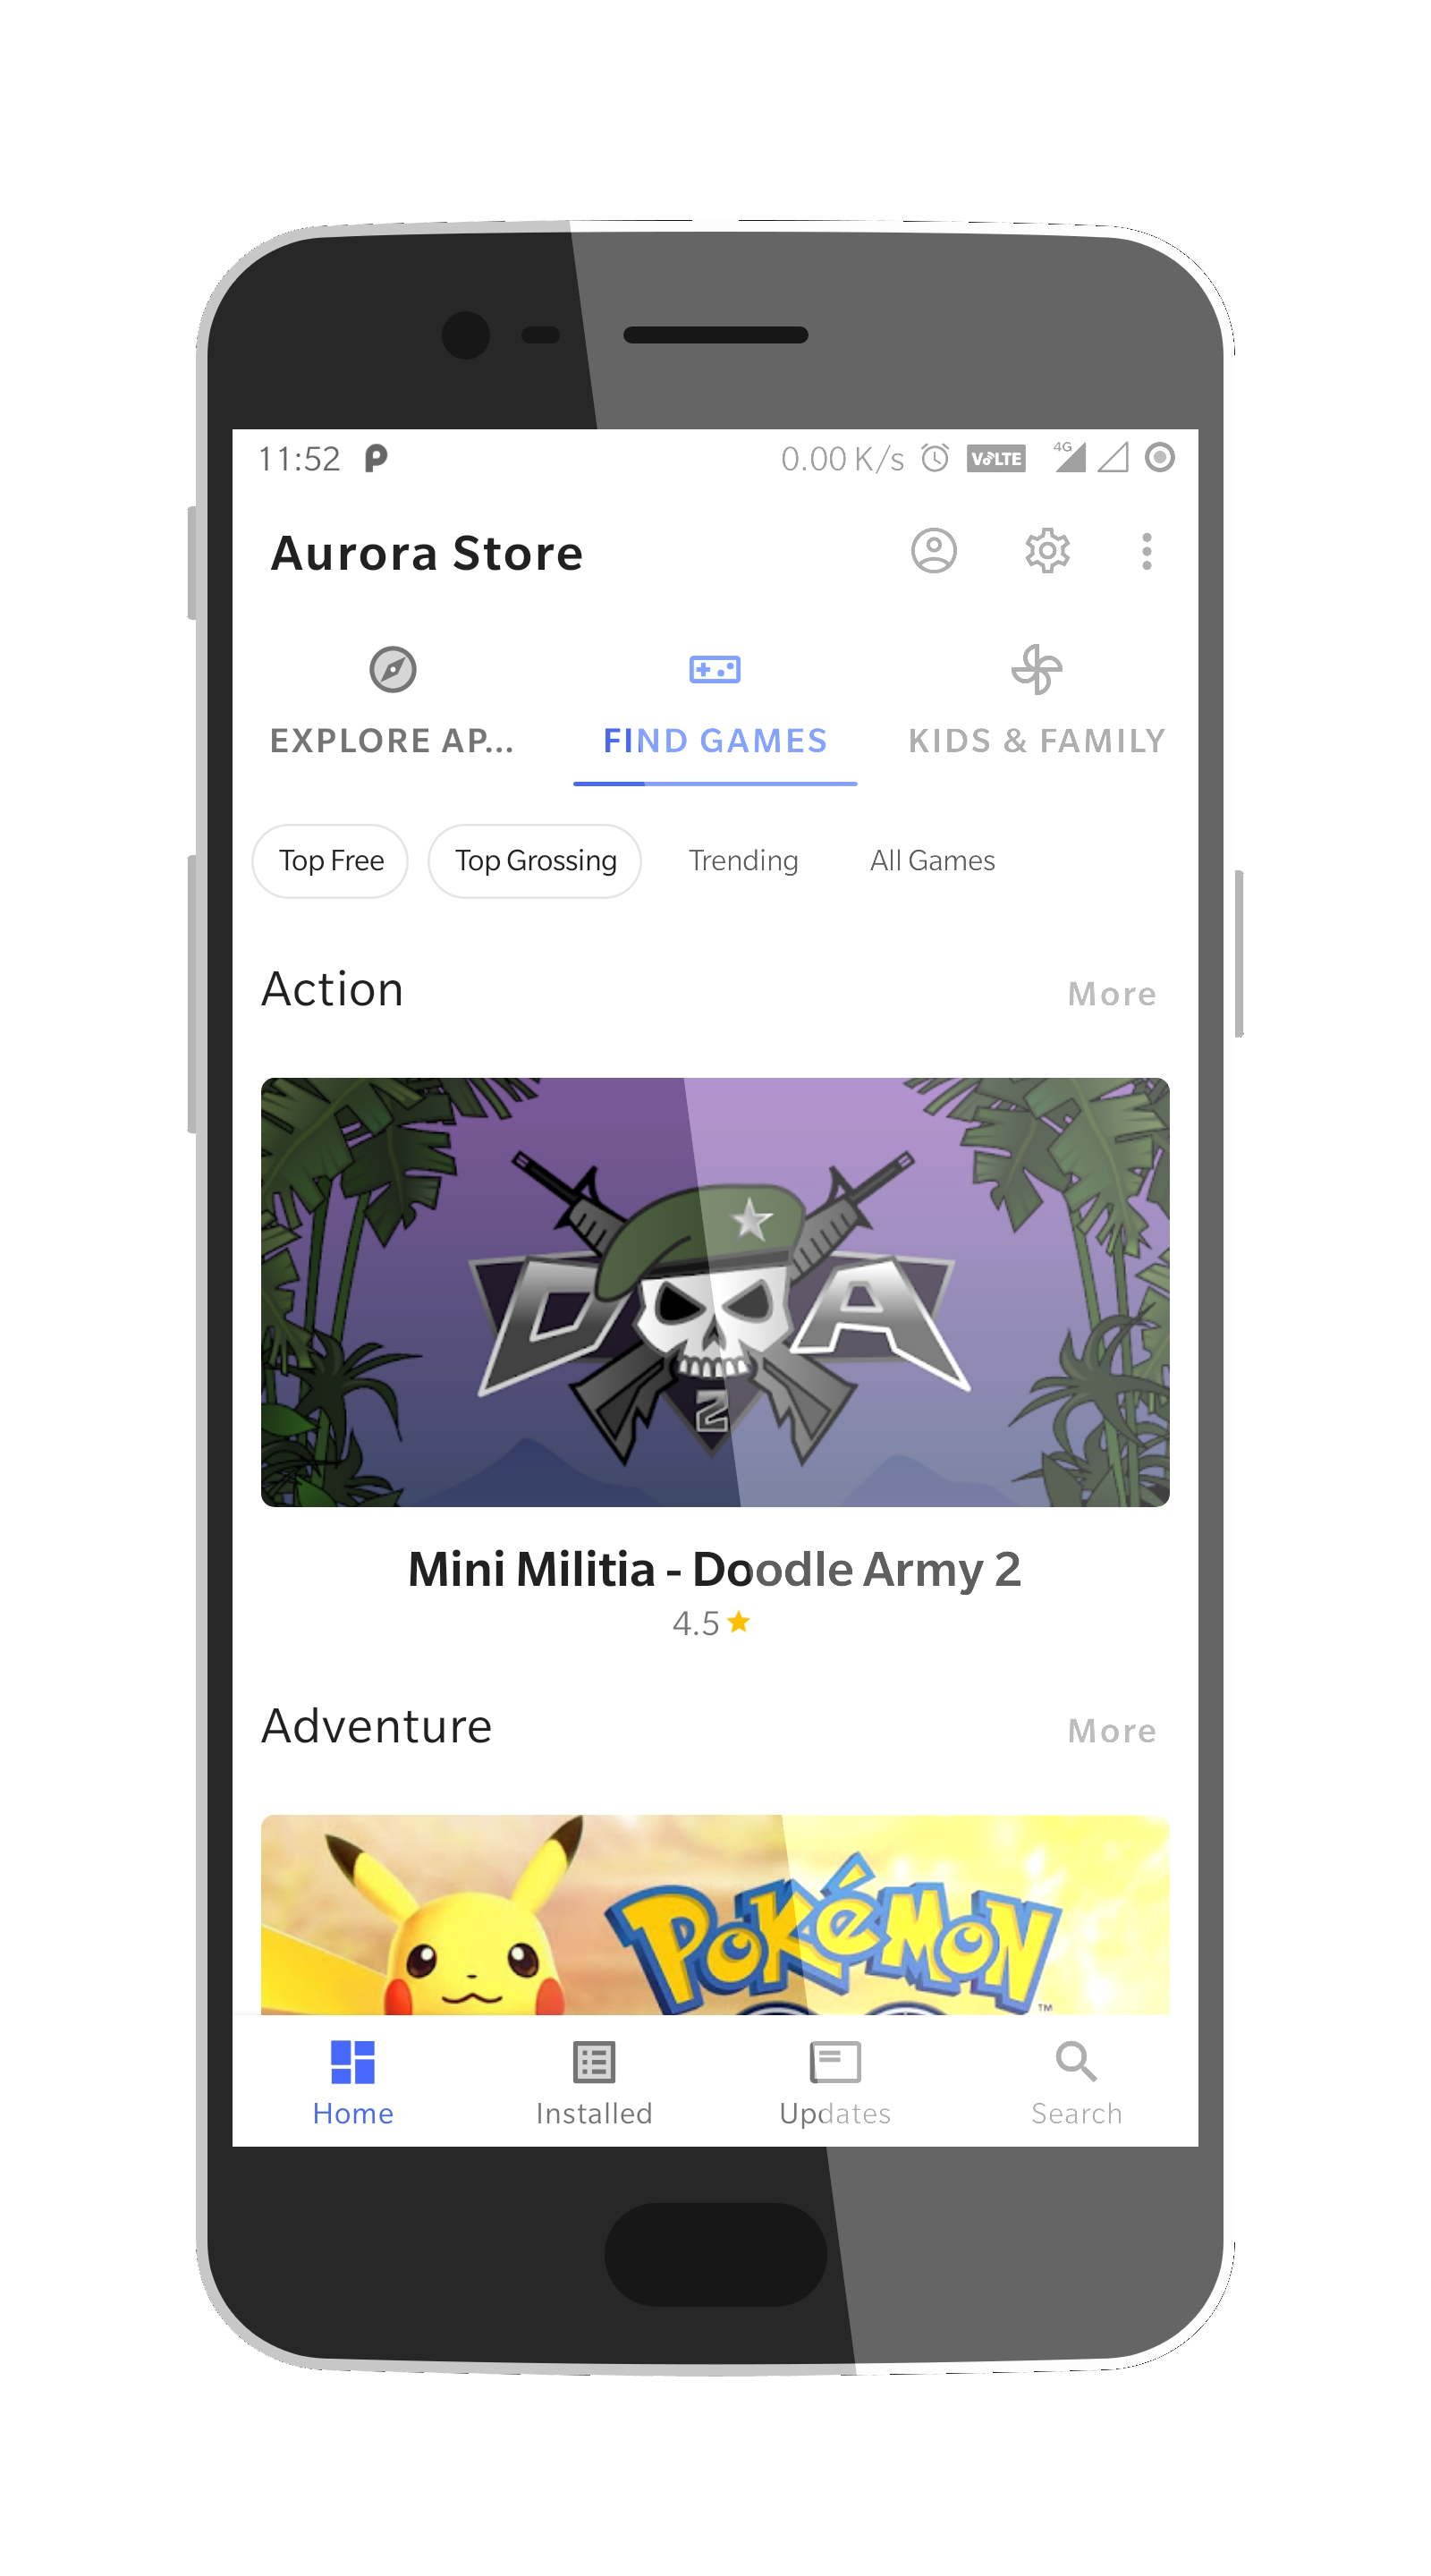 11:52 0.00 K/s VoLTE 4G
Aurora Store
EXPLORE AP... FIND GAMES KIDS & FAMILY
Top Free Top Grossing Trending All Games
Action More
D A
2
Mini Militia - Doodle Army 2
4.5
Adventure More
POKéMON
TM
Home Installed Updates Search